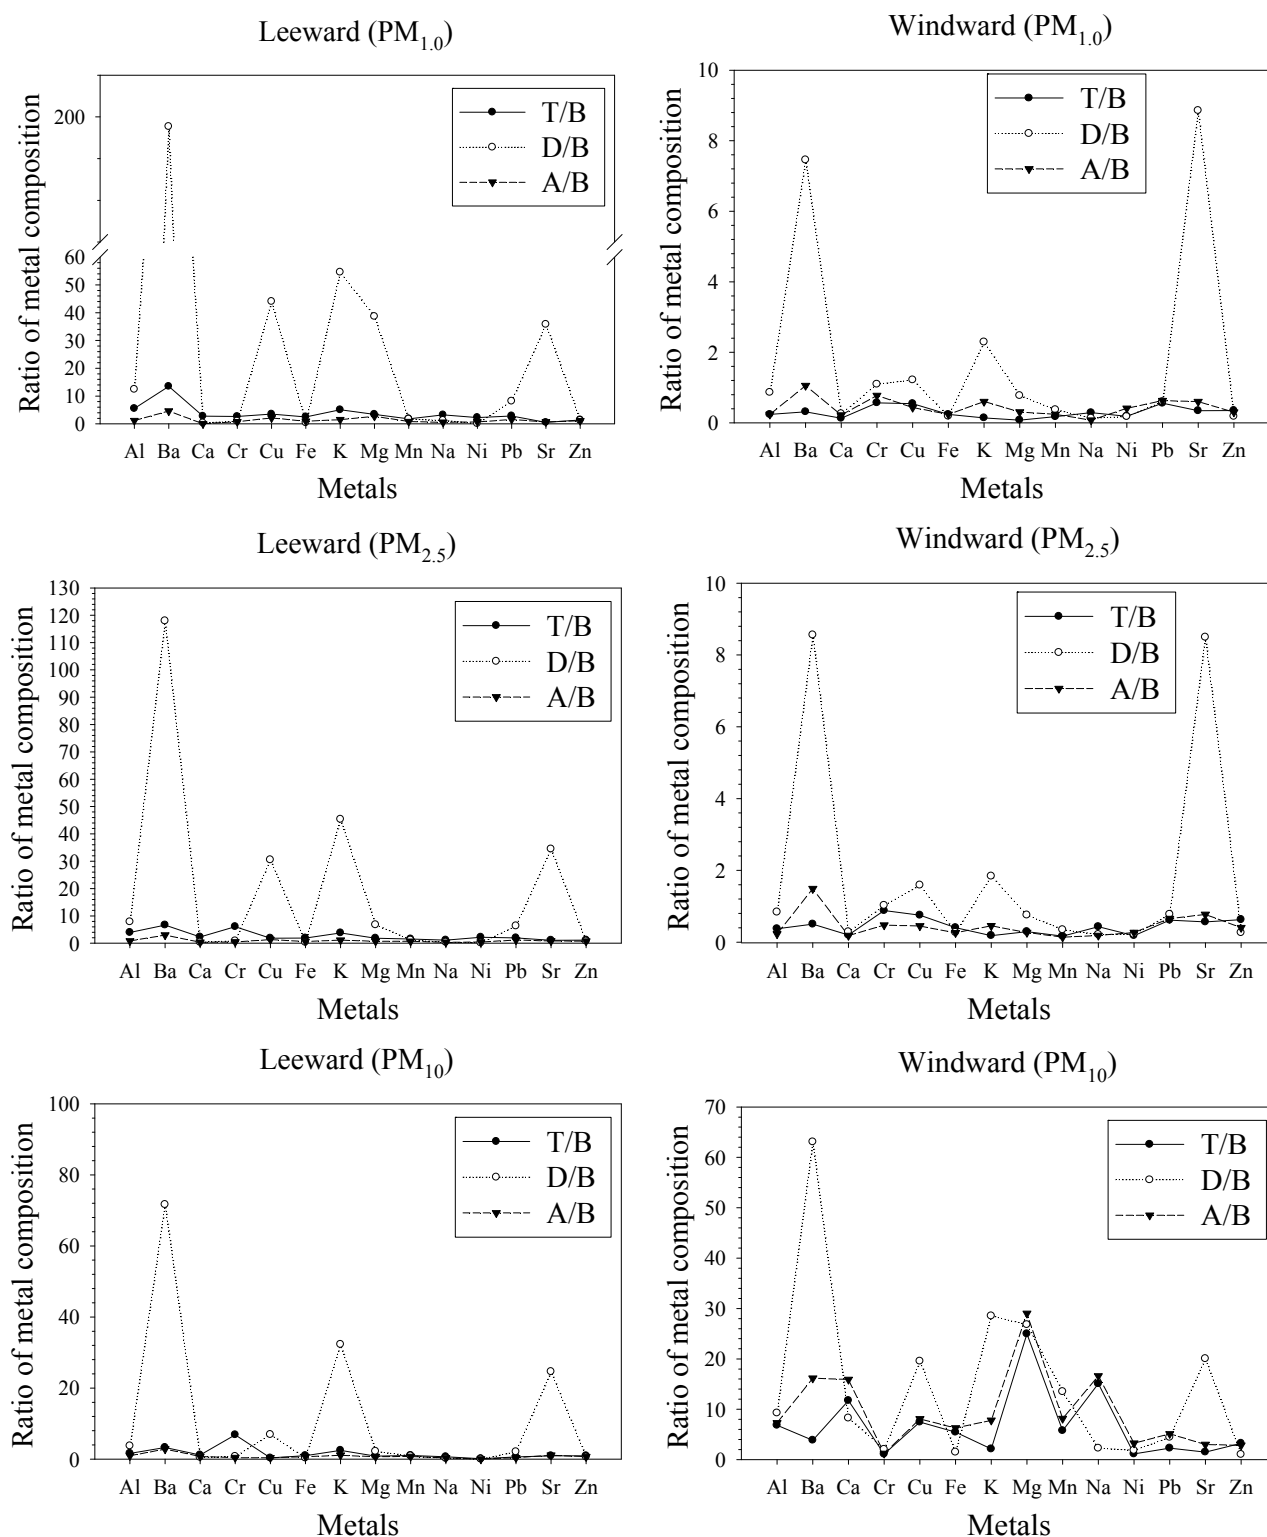 Leeward (PM1.0)
Ratio of metal composition
200
60
50
40
30
20
10
0
T/B
D/B
A/B
Al Ba Ca Cr Cu Fe K Mg Mn Na Ni Pb Sr Zn
Metals
Windward (PM1.0)
Ratio of metal composition
10
8
6
4
2
0
T/B
D/B
A/B
Al Ba Ca Cr Cu Fe K Mg Mn Na Ni Pb Sr Zn
Metals
Leeward (PM2.5)
Ratio of metal composition
130
120
110
100
90
80
70
60
50
40
30
20
10
0
T/B
D/B
A/B
Al Ba Ca Cr Cu Fe K Mg Mn Na Ni Pb Sr Zn
Metals
Windward (PM2.5)
Ratio of metal composition
10
8
6
4
2
0
T/B
D/B
A/B
Al Ba Ca Cr Cu Fe K Mg Mn Na Ni Pb Sr Zn
Metals
Leeward (PM10)
Ratio of metal composition
100
80
60
40
20
0
T/B
D/B
A/B
Al Ba Ca Cr Cu Fe K Mg Mn Na Ni Pb Sr Zn
Metals
Windward (PM10)
Ratio of metal composition
70
60
50
40
30
20
10
0
T/B
D/B
A/B
Al Ba Ca Cr Cu Fe K Mg Mn Na Ni Pb Sr Zn
Metals